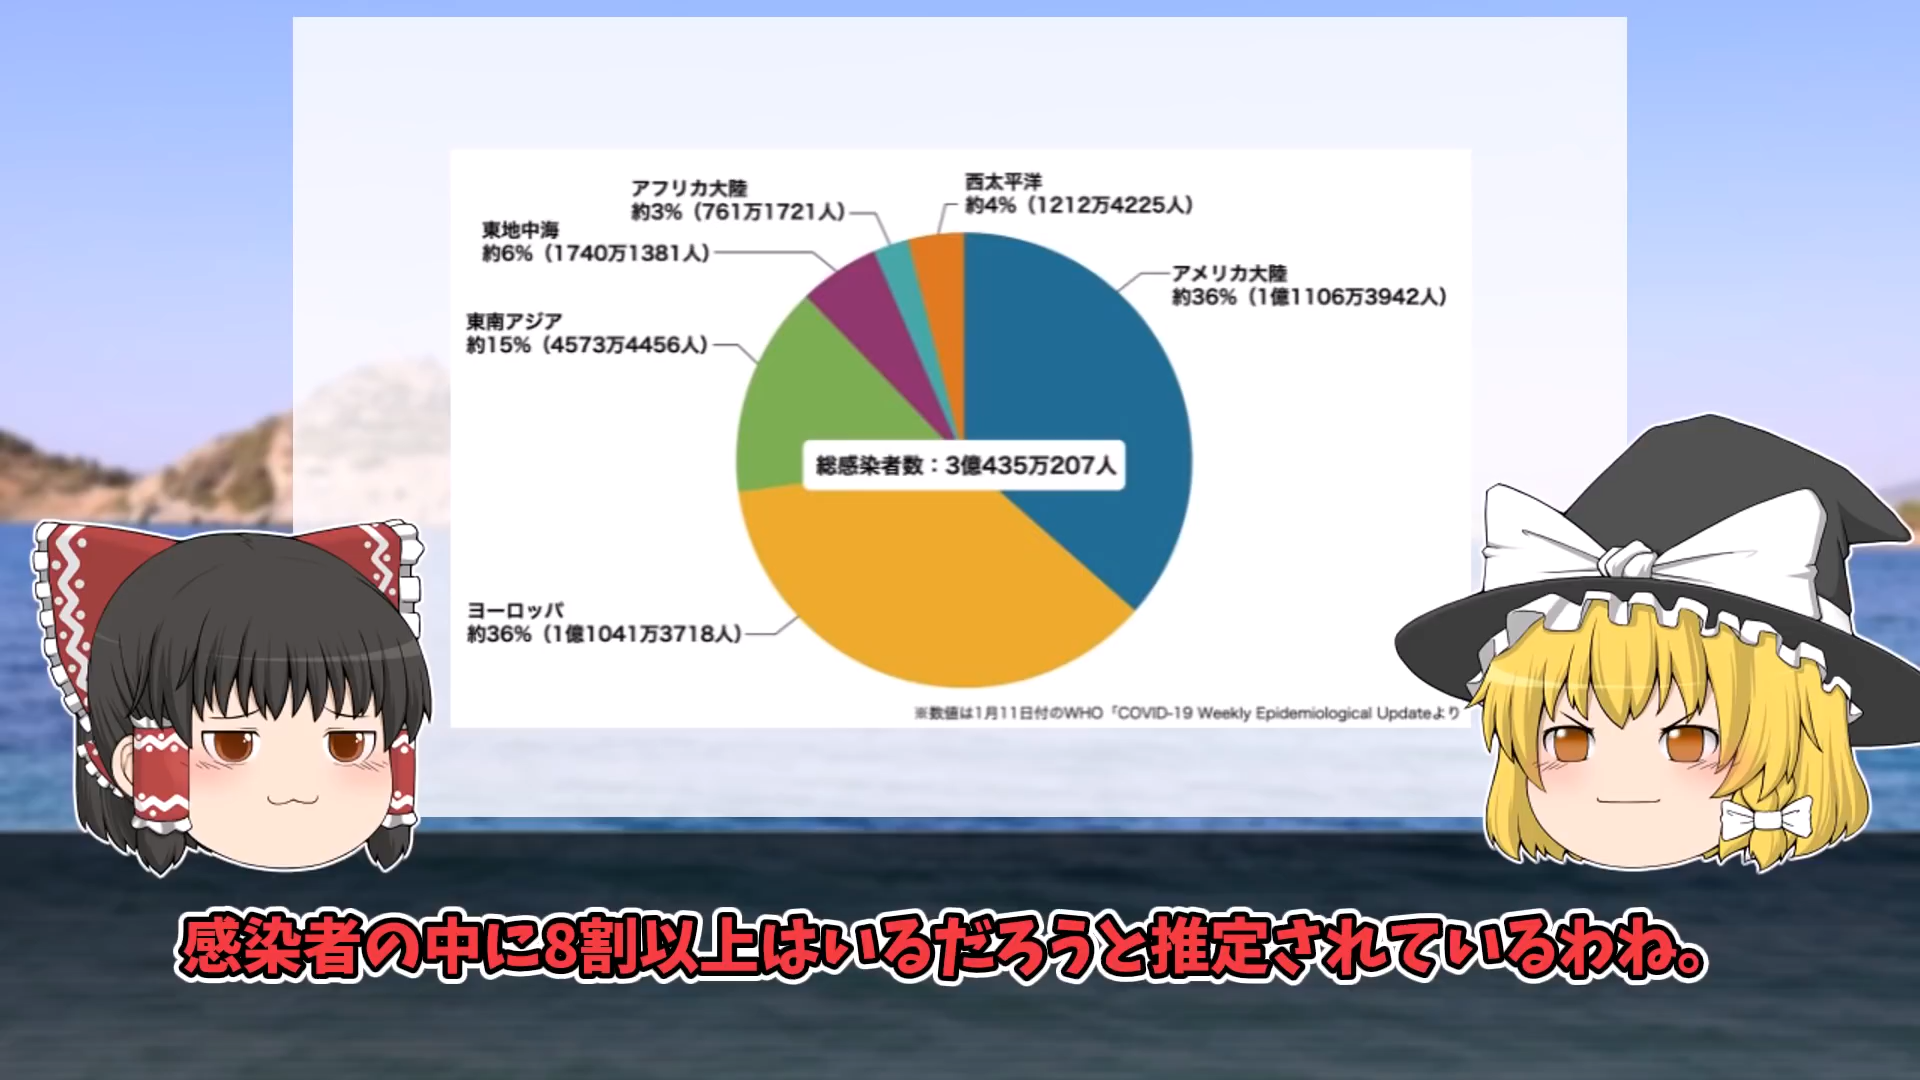 アフリカ大陸
約3%（761万1721人）
西太平洋
約4%（1212万4225人）
東地中海
約6%（1740万1381人）
アメリカ大陸
約36%（1億1106万3942人）
東南アジア
約15%（4573万4456人）
総感染者数：3億435万207人
ヨーロッパ
約36%（1億1041万3718人）
※数値は1月11日付のWHO「COVID-19 Weekly Epidemiological Updateより
感染者の中に8割以上はいるだろうと推定されているわね。